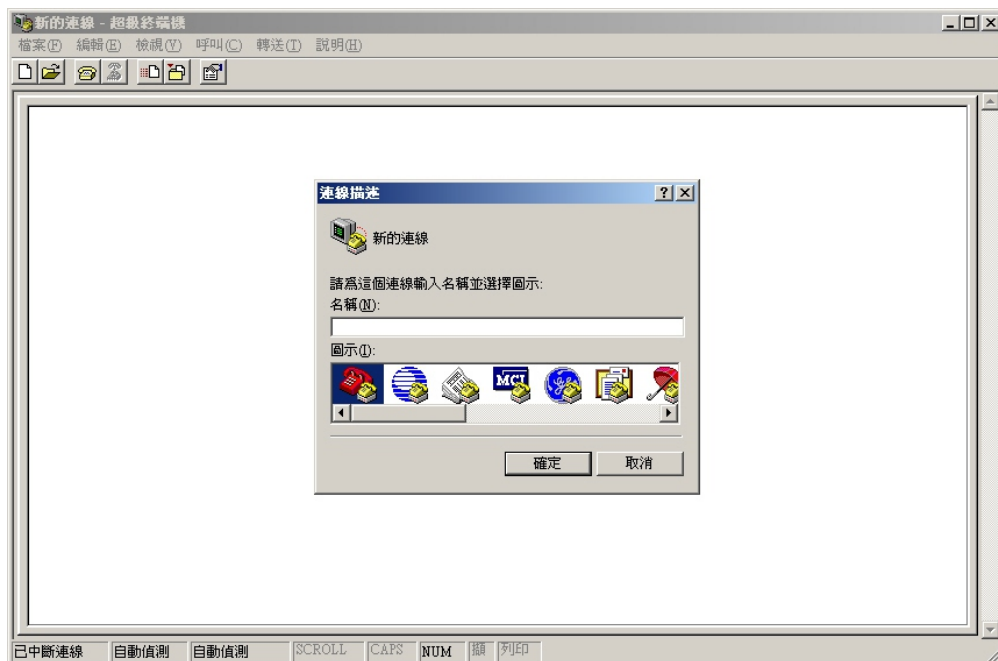 新的連線 - 超級終端機
檔案(F) 編輯(E) 檢視(V) 呼叫(C) 轉送(T) 說明(H)
連線描述
新的連線
請為這個連線輸入名稱並選擇圖示:
名稱(N):
圖示(I):
MCI
確定 取消
已中斷連線 自動偵測 自動偵測 SCROLL CAPS NUM 擷 列印